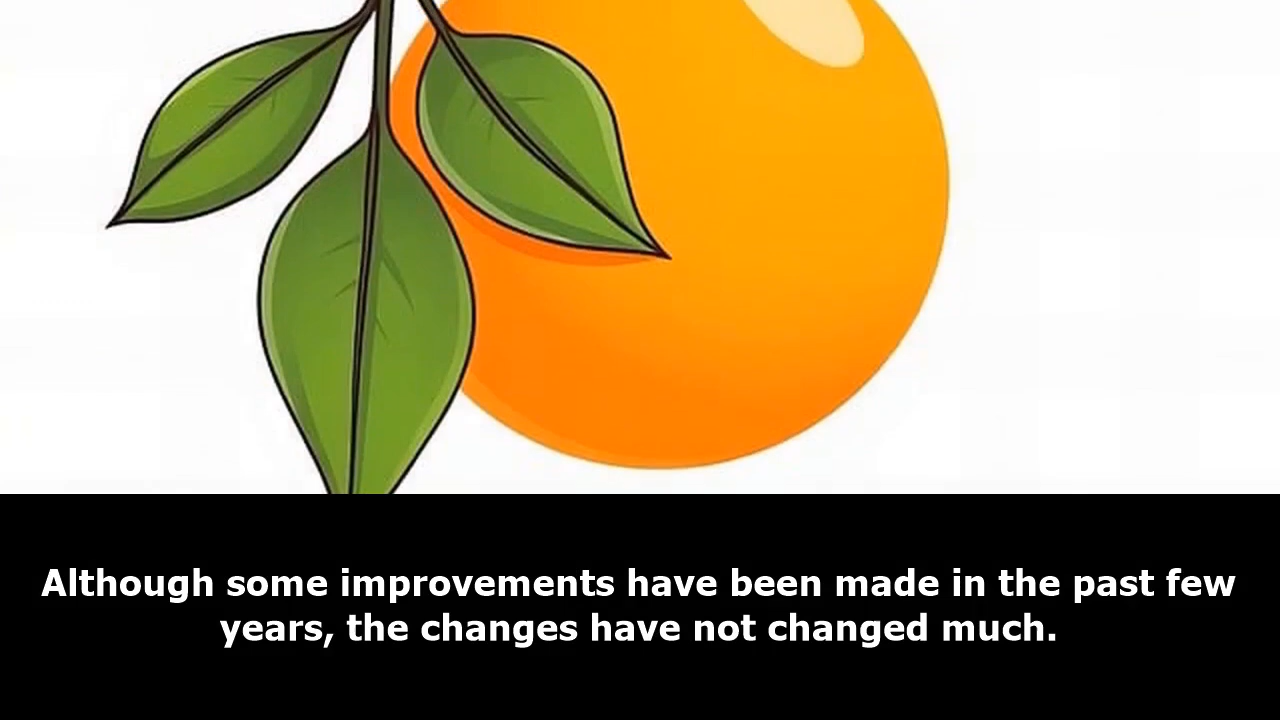 Although some improvements have been made in the past few
years, the changes have not changed much.